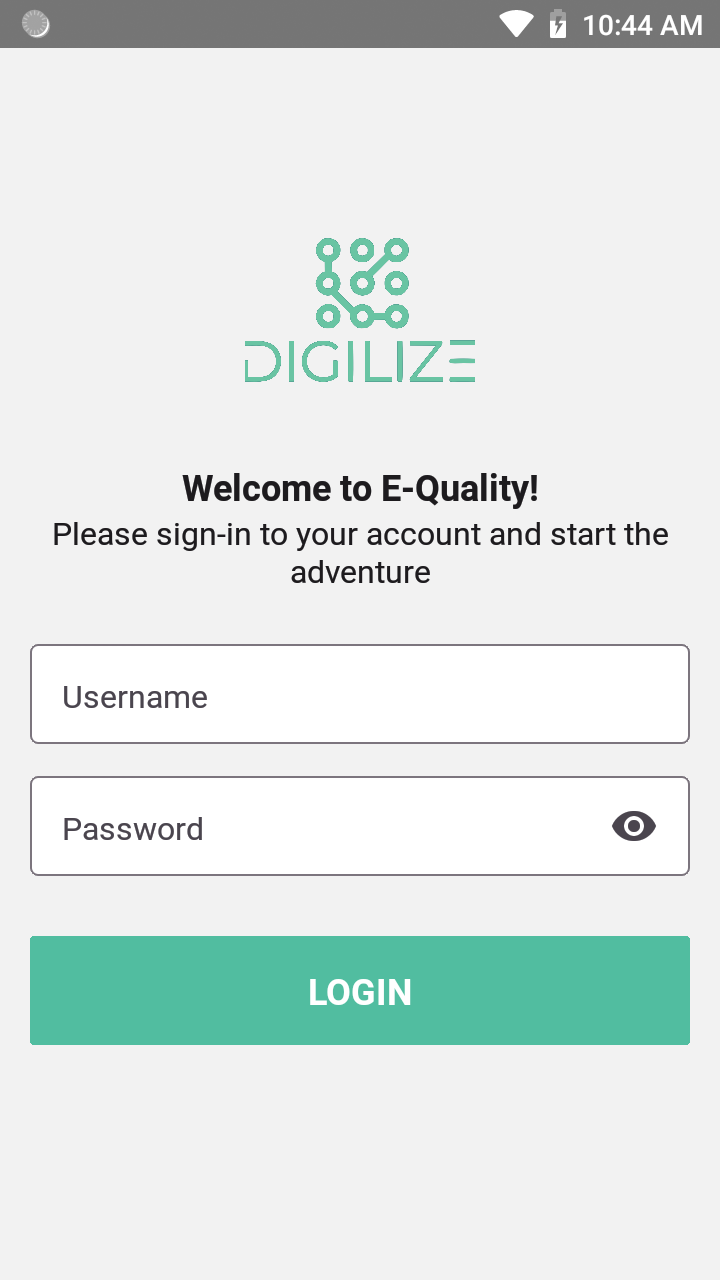 10:44 AM
DIGILIZE
Welcome to E-Quality!
Please sign-in to your account and start the
adventure
Username
Password
LOGIN